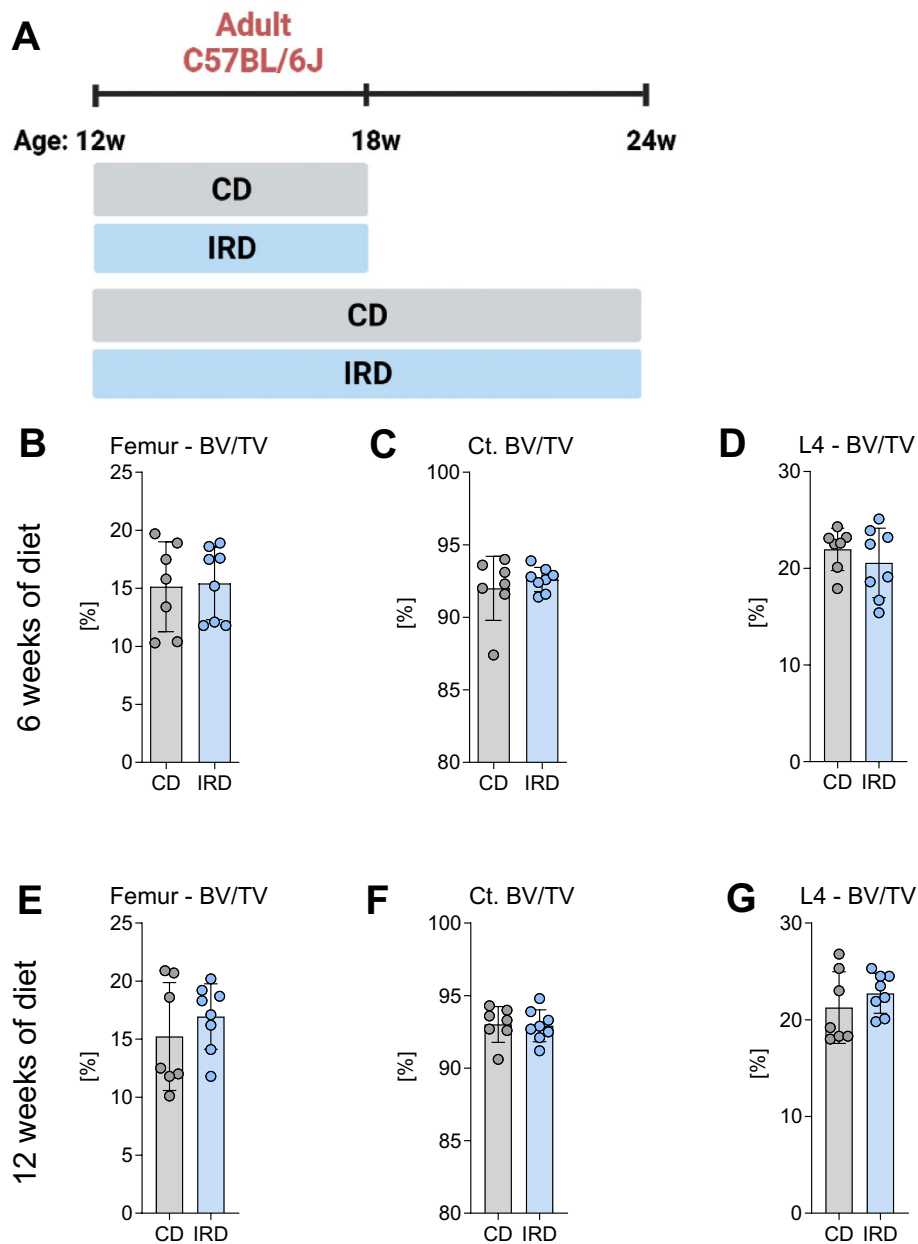 A
Adult
C57BL/6J
Age: 12w 18w 24w
CD
IRD
CD
IRD
6 weeks of diet
B
Femur - BV/TV
[%]
25
20
15
10
5
0
CD IRD
C
Ct. BV/TV
[%]
100
95
90
85
80
CD IRD
D
L4 - BV/TV
[%]
30
20
10
0
CD IRD
12 weeks of diet
E
Femur - BV/TV
[%]
25
20
15
10
5
0
CD IRD
F
Ct. BV/TV
[%]
100
95
90
85
80
CD IRD
G
L4 - BV/TV
[%]
30
20
10
0
CD IRD